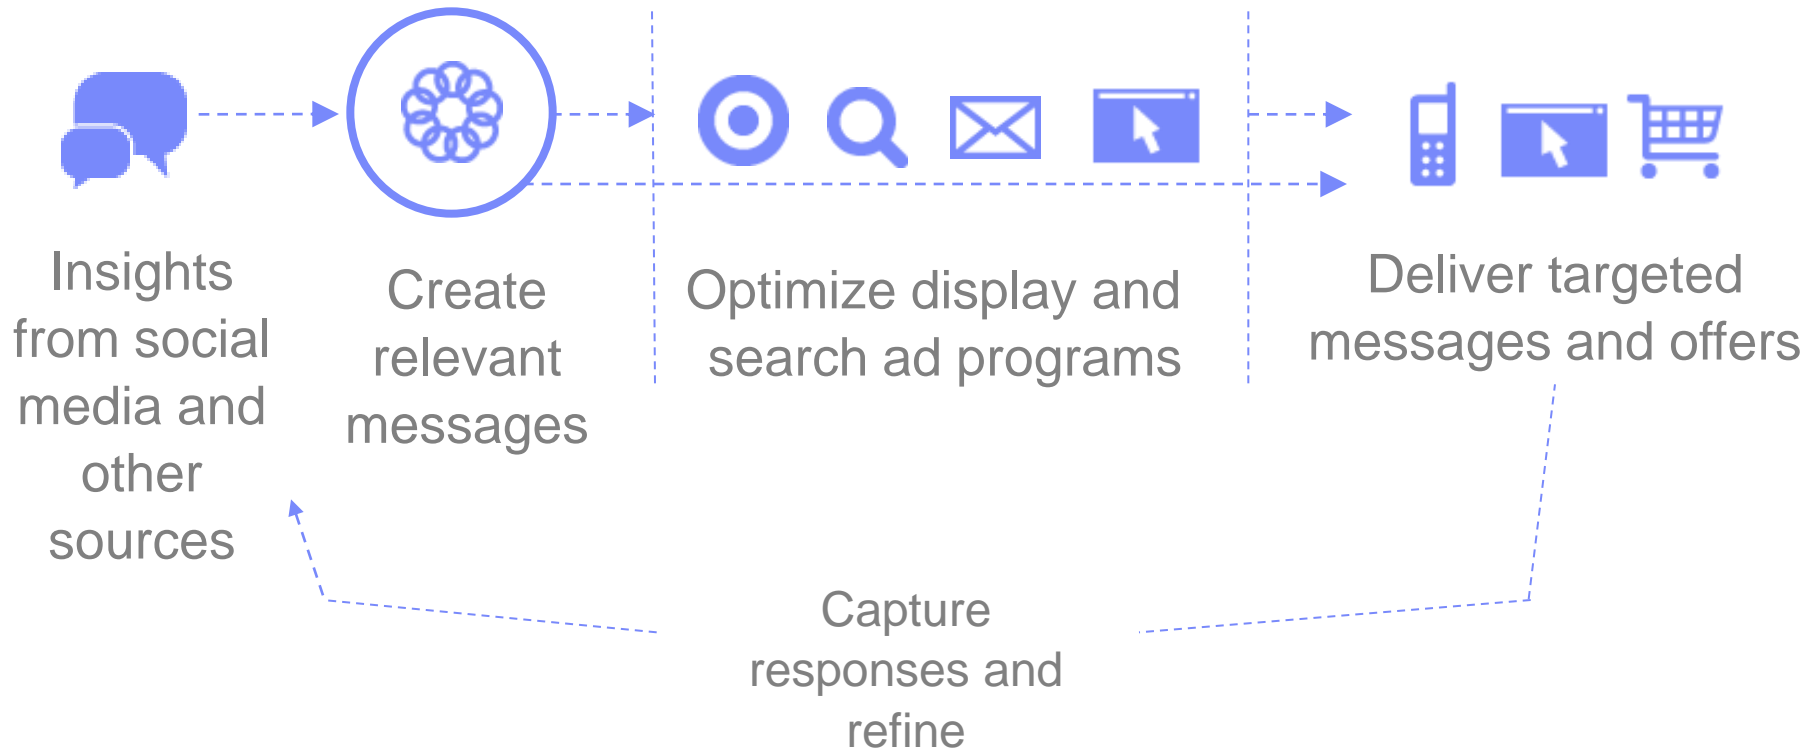 Insights
from social
media and
other
sources
Create
relevant
messages
Optimize display and
search ad programs
Deliver targeted
messages and offers
Capture
responses and
refine